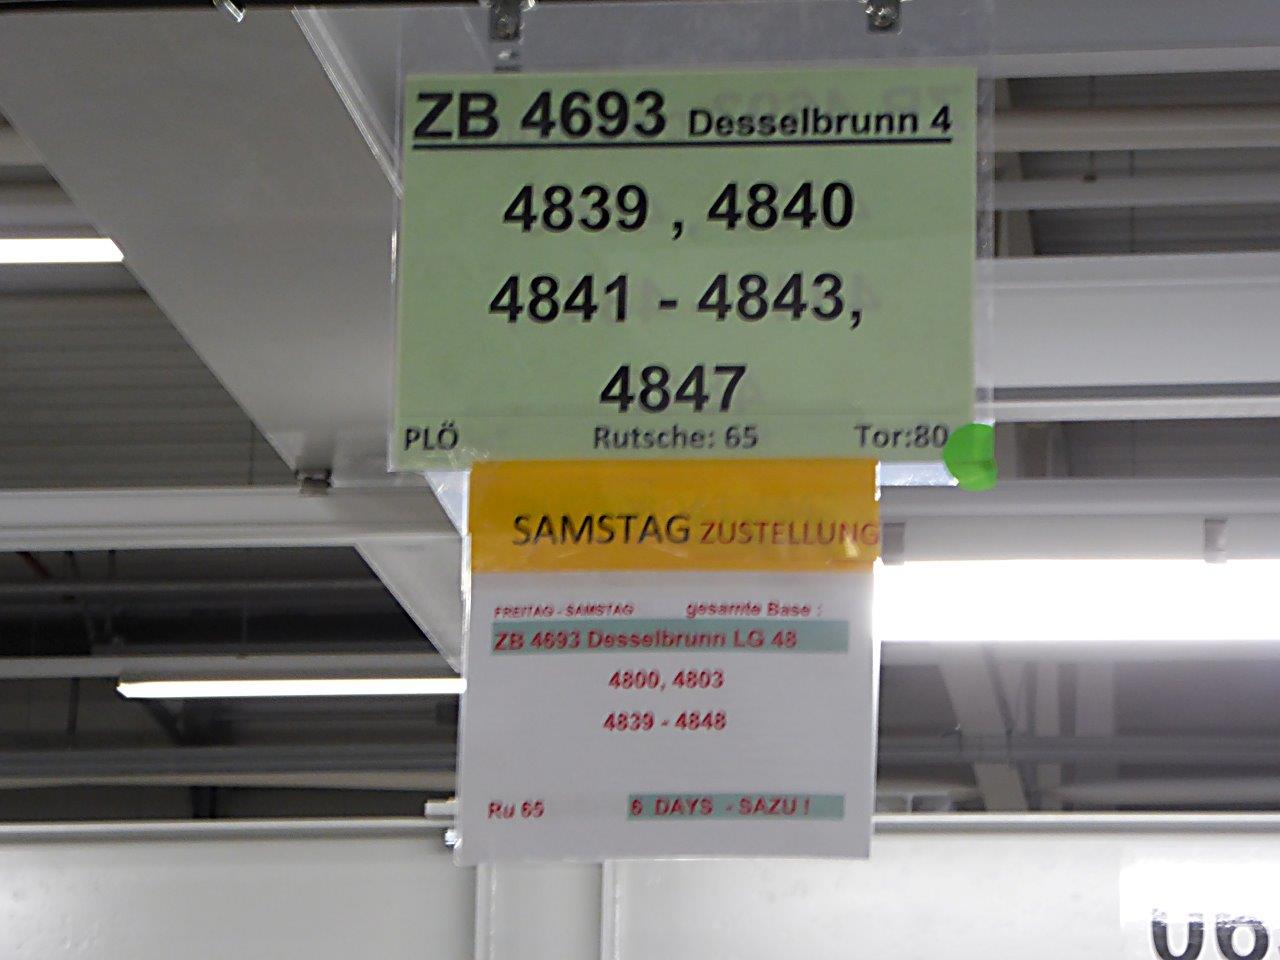 ZB 4693 Desselbrunn 4
4839 , 4840
4841 - 4843,
4847
PLÖ Rutsche: 65 Tor:80
SAMSTAG ZUSTELLUNG
FREITAG - SAMSTAG gesamte Base :
ZB 4693 Desselbrunn LG 48
4800, 4803
4839 - 4848
Ru 65 6 DAYS - SAZU !